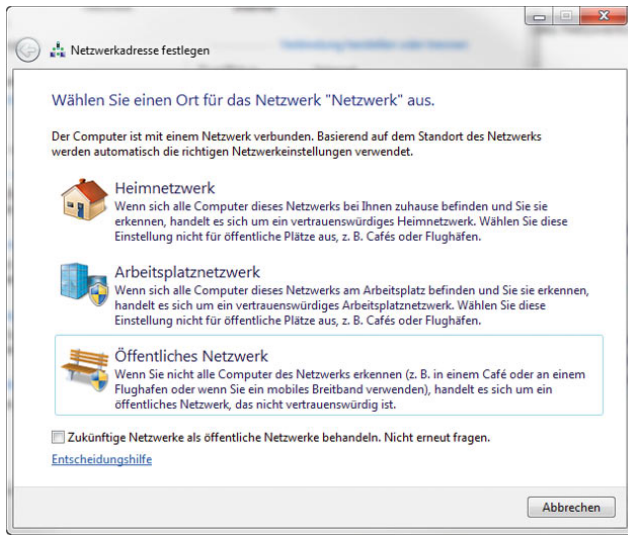 Netzwerkadresse festlegen
Wählen Sie einen Ort für das Netzwerk "Netzwerk" aus.
Der Computer ist mit einem Netzwerk verbunden. Basierend auf dem Standort des Netzwerks
werden automatisch die richtigen Netzwerkeinstellungen verwendet.
Heimnetzwerk
Wenn sich alle Computer dieses Netzwerks bei Ihnen zuhause befinden und Sie sie
erkennen, handelt es sich um ein vertrauenswürdiges Heimnetzwerk. Wählen Sie diese
Einstellung nicht für öffentliche Plätze aus, z. B. Cafés oder Flughäfen.
Arbeitsplatznetzwerk
Wenn sich alle Computer dieses Netzwerks am Arbeitsplatz befinden und Sie sie erkennen,
handelt es sich um ein vertrauenswürdiges Arbeitsplatznetzwerk. Wählen Sie diese
Einstellung nicht für öffentliche Plätze aus, z. B. Cafés oder Flughäfen.
Öffentliches Netzwerk
Wenn Sie nicht alle Computer des Netzwerks erkennen (z. B. in einem Café oder an einem
Flughafen oder wenn Sie ein mobiles Breitband verwenden), handelt es sich um ein
öffentliches Netzwerk, das nicht vertrauenswürdig ist.
Zukünftige Netzwerke als öffentliche Netzwerke behandeln. Nicht erneut fragen.
Entscheidungshilfe
Abbrechen